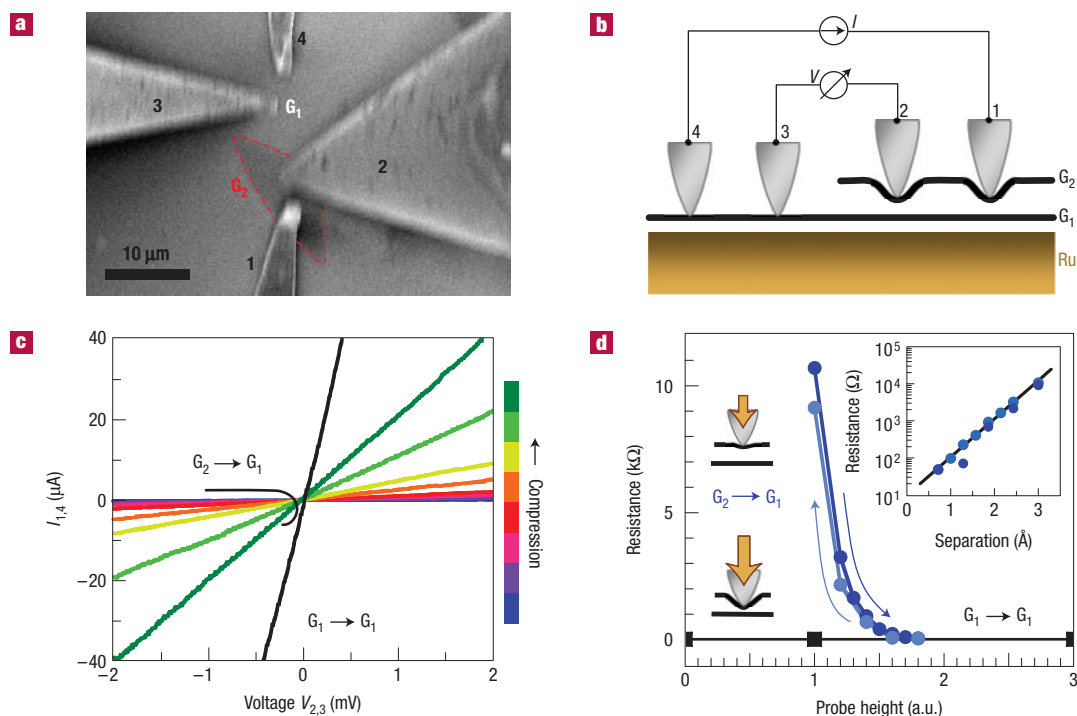 a
4
3
G1
2
G2
10 μm
1
b
I
V
4
3
2
1
G2
G1
Ru
c
40
20
0
−20
−40
I1,4 (μA)
G2 → G1
G1 → G1
Compression
−2
−1
0
1
2
Voltage V2,3 (mV)
d
10
5
0
Resistance (kΩ)
G2 → G1
G1 → G1
0
1
2
3
Probe height (a.u.)
10^5
10^4
10^3
10^2
10^1
Resistance (Ω)
0
1
2
3
Separation (Å)